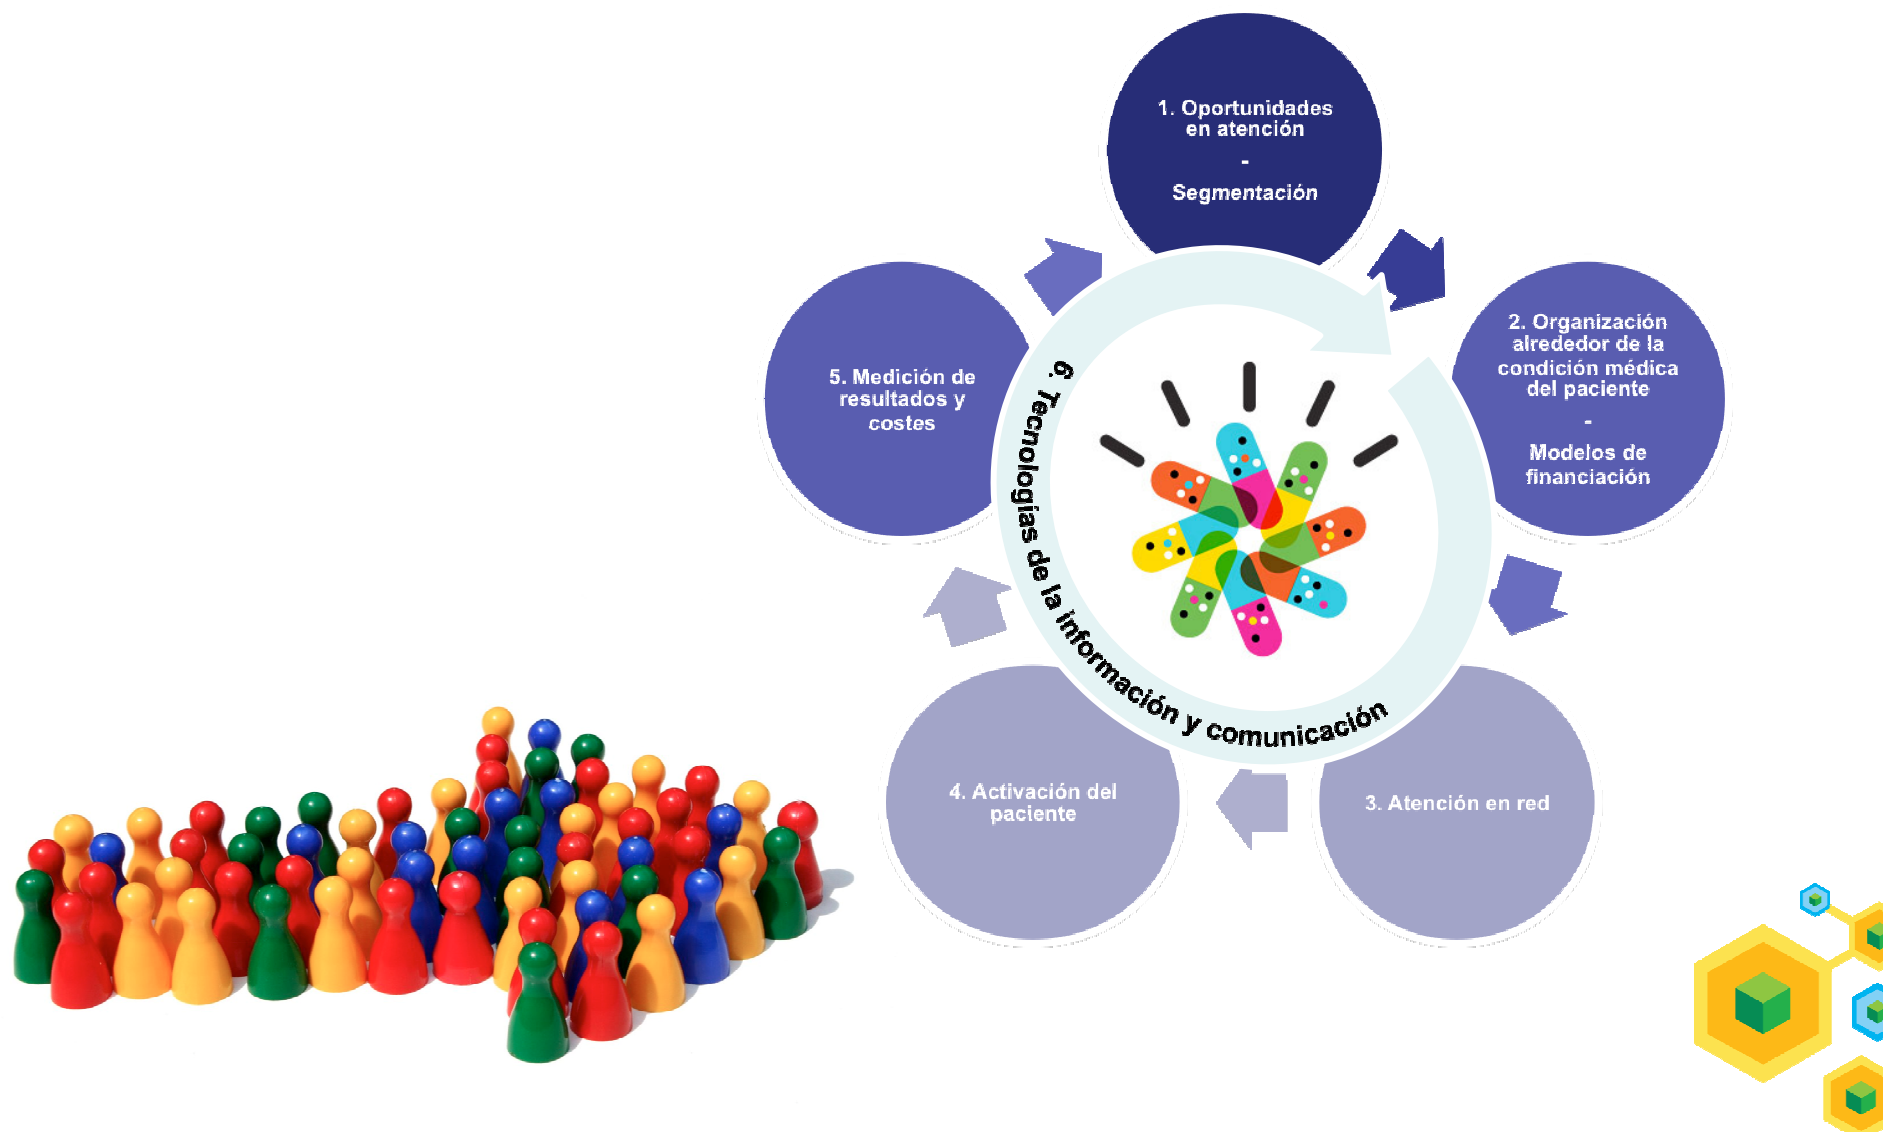 1. Oportunidades
en atención
-
Segmentación
2. Organización
alrededor de la
condición médica
del paciente
-
Modelos de
financiación
3. Atención en red
4. Activación del
paciente
5. Medición de
resultados y
costes
6. Tecnologías de la información y comunicación